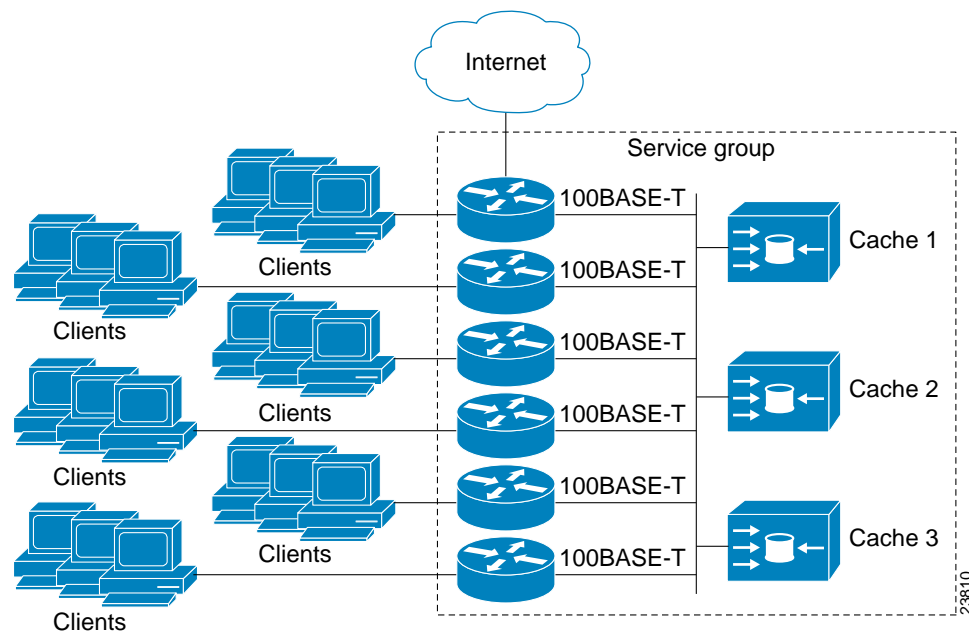 Internet
Service group
100BASE-T
Cache 1
Clients
100BASE-T
Clients
100BASE-T
Clients
Cache 2
100BASE-T
Clients
100BASE-T
Clients
Cache 3
100BASE-T
Clients
23810